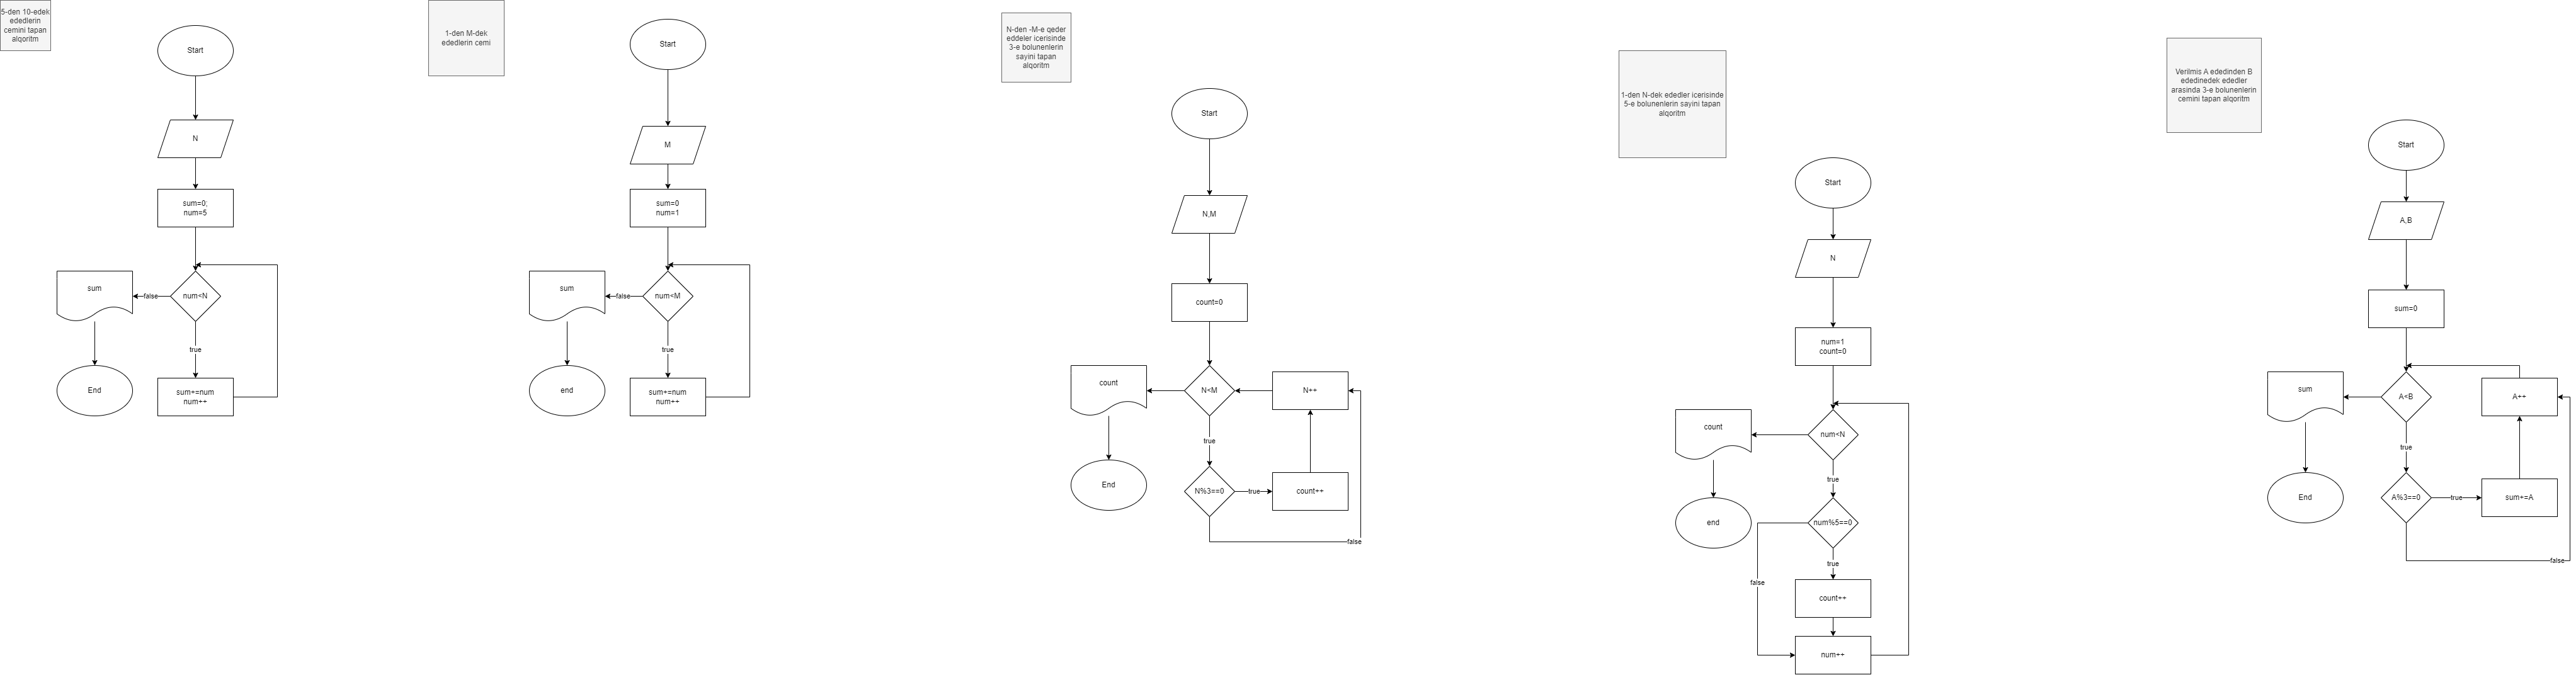 5-den 10-edek
ededlerin
cemini tapan
alqoritm
Start
N
sum=0;
num=5
num<N
false
sum
End
true
sum+=num
num++
1-den M-dek
ededlerin cemi
Start
M
sum=0
num=1
num<M
false
sum
end
true
sum+=num
num++
N-den -M-e qeder
eddeler icerisinde
3-e bolunenlerin
sayini tapan
alqoritm
Start
N,M
count=0
N<M
count
End
N++
true
N%3==0
true
count++
false
1-den N-dek ededler icerisinde
5-e bolunenlerin sayini tapan
alqoritm
Start
N
num=1
count=0
num<N
count
end
true
num%5==0
true
false
count++
num++
Verilmis A ededinden B
ededinedek ededler
arasinda 3-e bolunenlerin
cemini tapan alqoritm
Start
A,B
sum=0
A<B
sum
End
A++
true
A%3==0
true
sum+=A
false